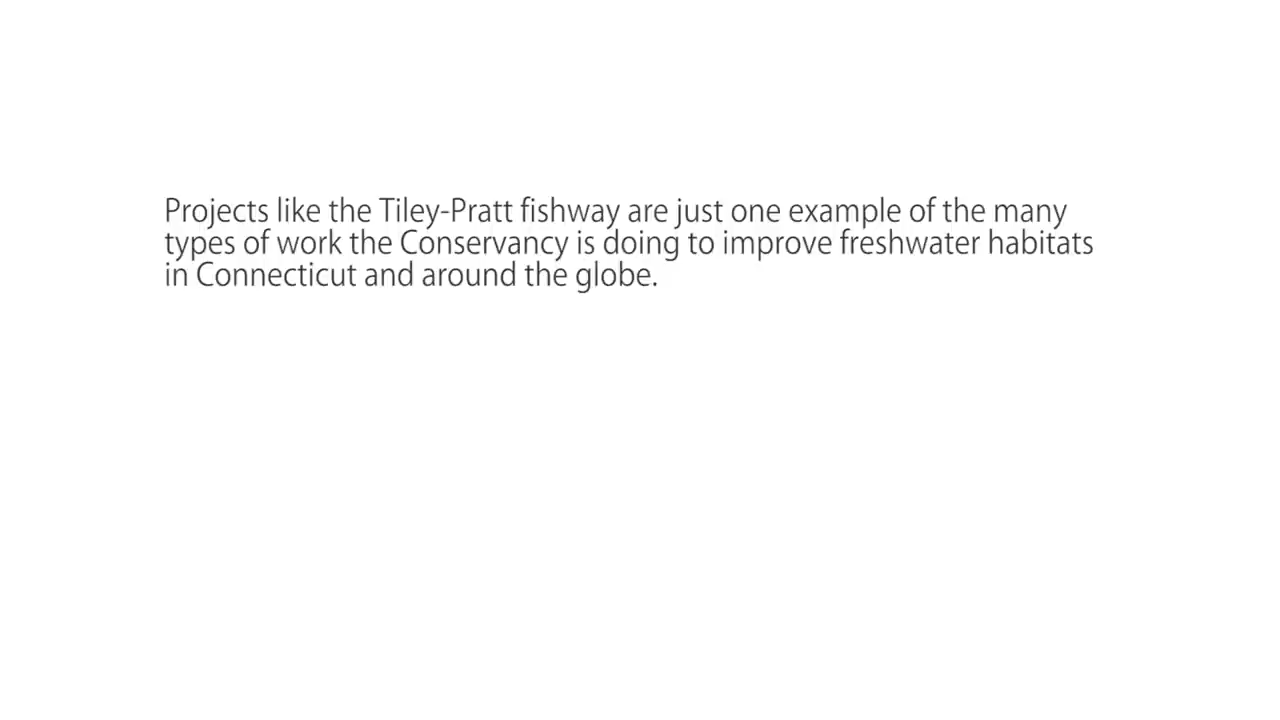 Projects like the Tiley-Pratt fishway are just one example of the many
types of work the Conservancy is doing to improve freshwater habitats
in Connecticut and around the globe.